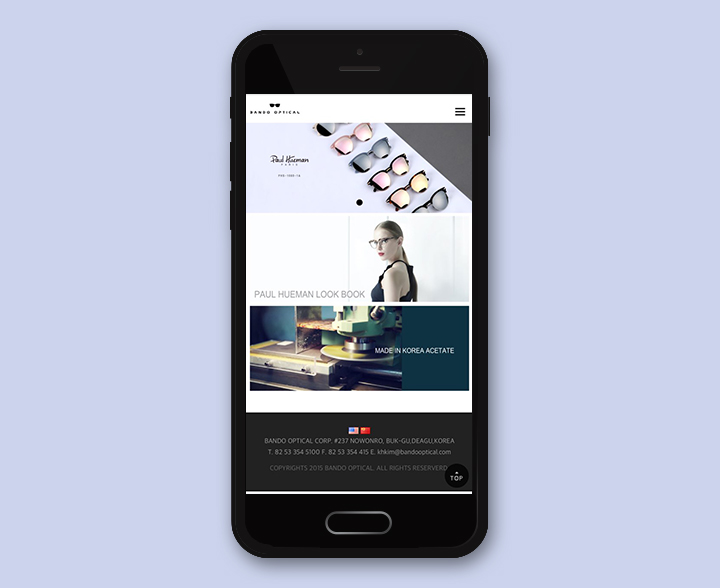 BANDO OPTICAL
Paul Hueman
PARIS
PAUL HUEMAN LOOK BOOK
MADE IN KOREA ACETATE
BANDO OPTICAL CORP. #237 NOWONRO, BUK-GU,DEAGU,KOREA
T. 82 53 354 5100 F. 82 53 354 415 E. khkim@bandooptical.com
COPYRIGHTS 2015 BANDO OPTICAL, ALL RIGHTS RESERVERD
TOP